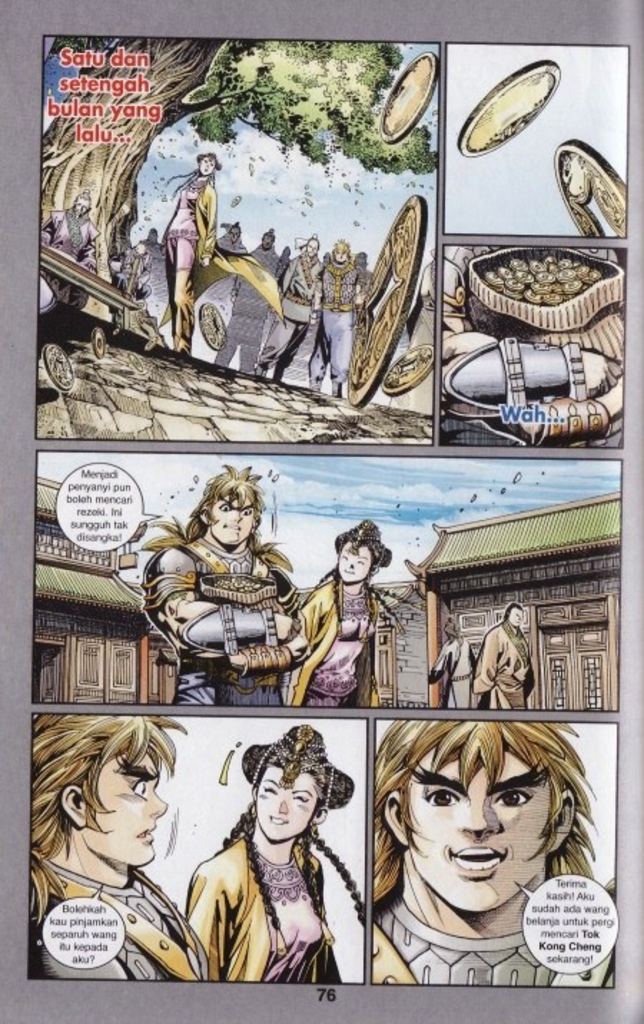 Satu dan
setengah
bulan yang
lalu...
Wah...
Menjadi
penyanyi pun
boleh mencari
rezeki. Ini
sungguh tak
disangka!
Bolehkah
kau pinjamkan
separuh wang
itu kepada
aku?
Terima
kasih! Aku
sudah ada wang
belanja untuk pergi
mencari Tok
Kong Cheng
sekarang!
76